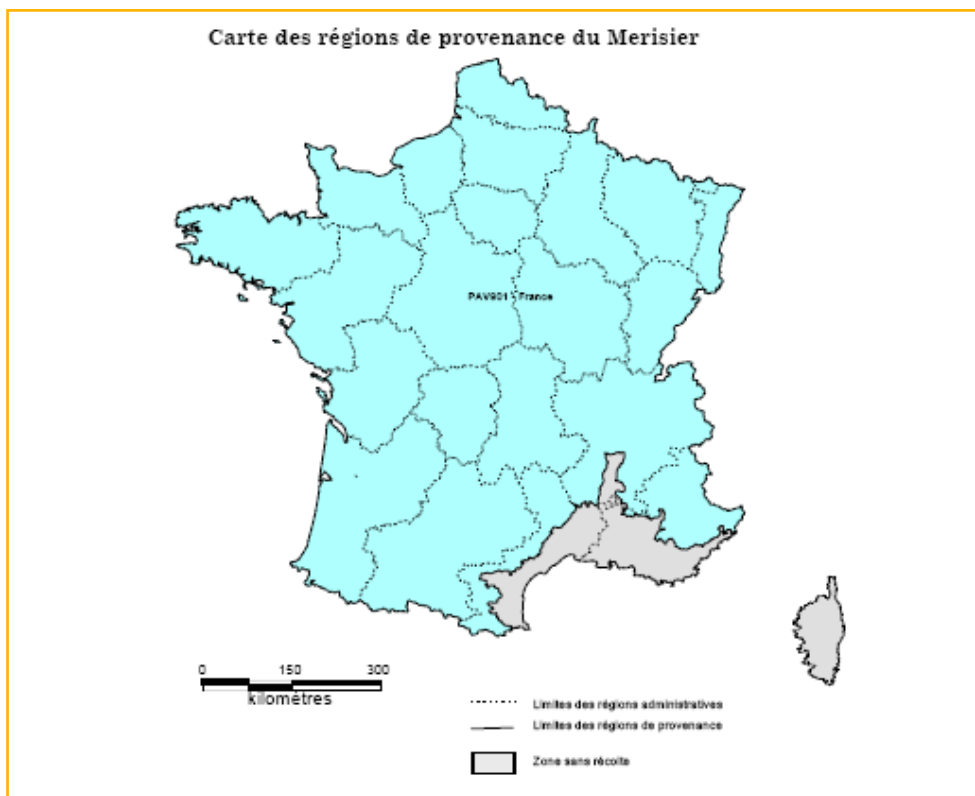 Carte des régions de provenance du Merisier
PAV901 - France
0 150 300
kilomètres
Limites des régions administratives
Limites des régions de provenance
Zone sans récolte